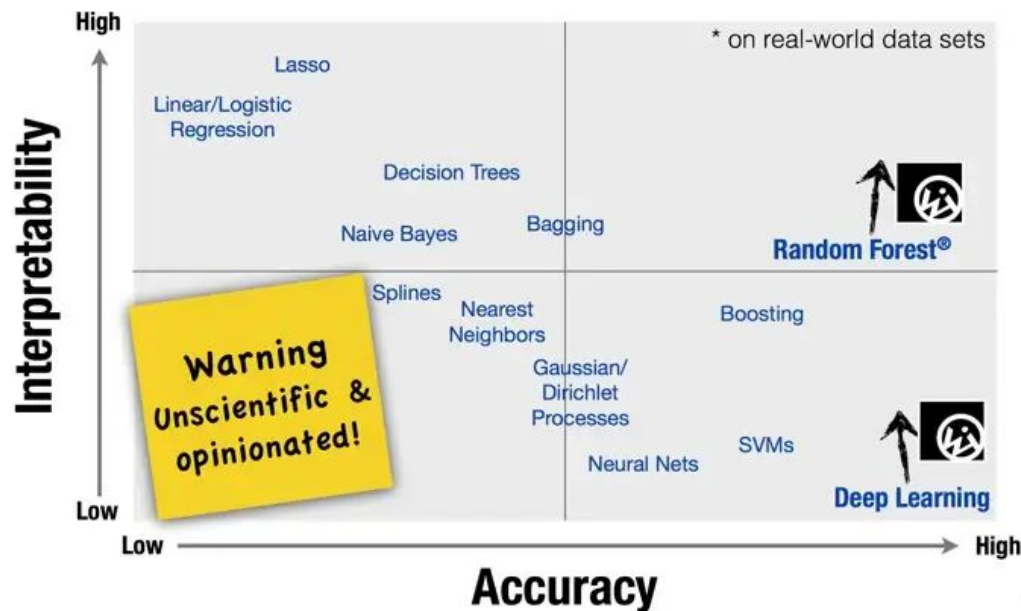 High
* on real-world data sets
Lasso
Linear/Logistic
Regression
Decision Trees
Naive Bayes
Bagging
Random Forest®
Interpretability
Splines
Nearest
Neighbors
Boosting
Gaussian/
Dirichlet
Processes
Warning
Unscientific &
opinionated!
SVMs
Neural Nets
Deep Learning
Low
Low
High
Accuracy